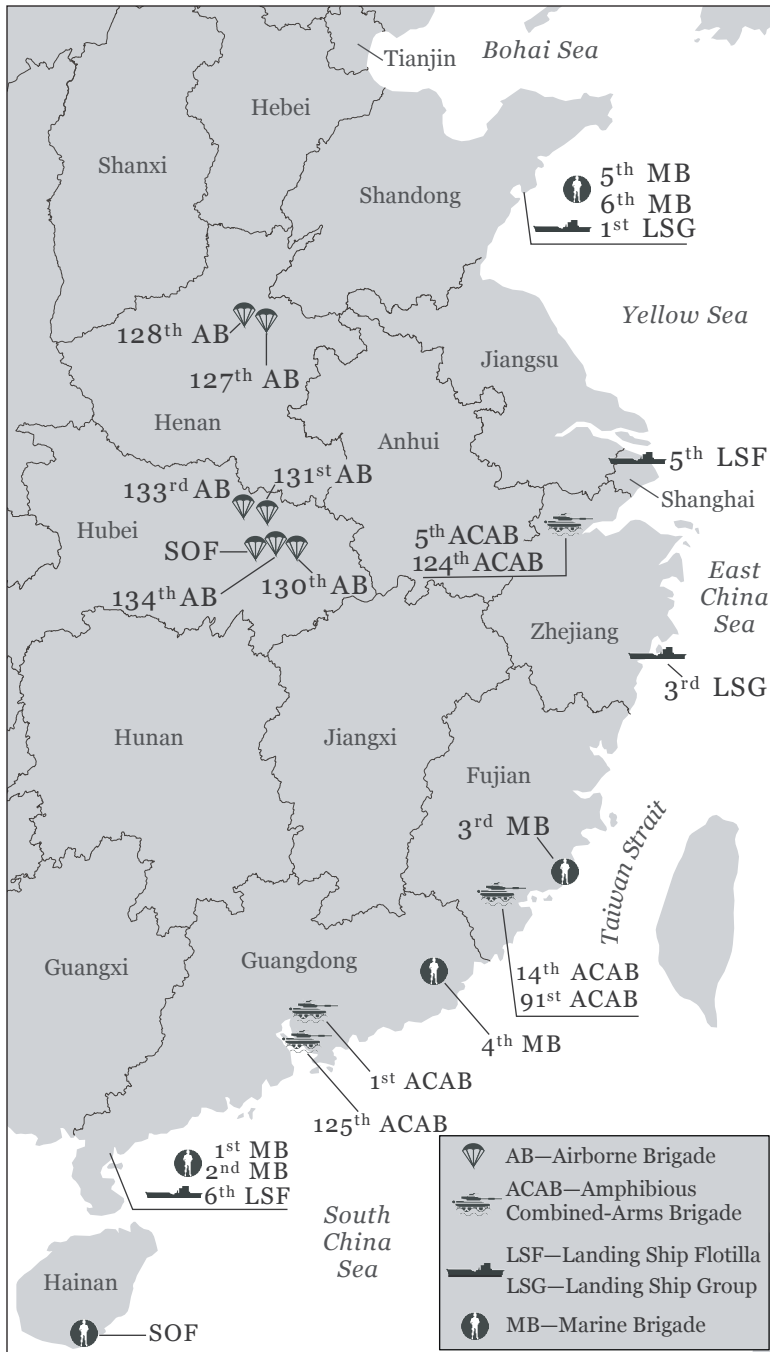 Tianjin
Bohai Sea
Hebei
Shanxi
Shandong
5th MB
6th MB
1st LSG
Yellow Sea
128th AB
127th AB
Jiangsu
Henan
Anhui
5th LSF
Shanghai
133rd AB
131st AB
Hubei
SOF
134th AB
130th AB
5th ACAB
124th ACAB
East
China
Sea
Zhejiang
3rd LSG
Hunan
Jiangxi
Fujian
3rd MB
Taiwan Strait
Guangxi
Guangdong
14th ACAB
91st ACAB
4th MB
1st ACAB
125th ACAB
1st MB
2nd MB
6th LSF
South
China
Sea
Hainan
SOF
AB—Airborne Brigade
ACAB—Amphibious
Combined-Arms Brigade
LSF—Landing Ship Flotilla
LSG—Landing Ship Group
MB—Marine Brigade